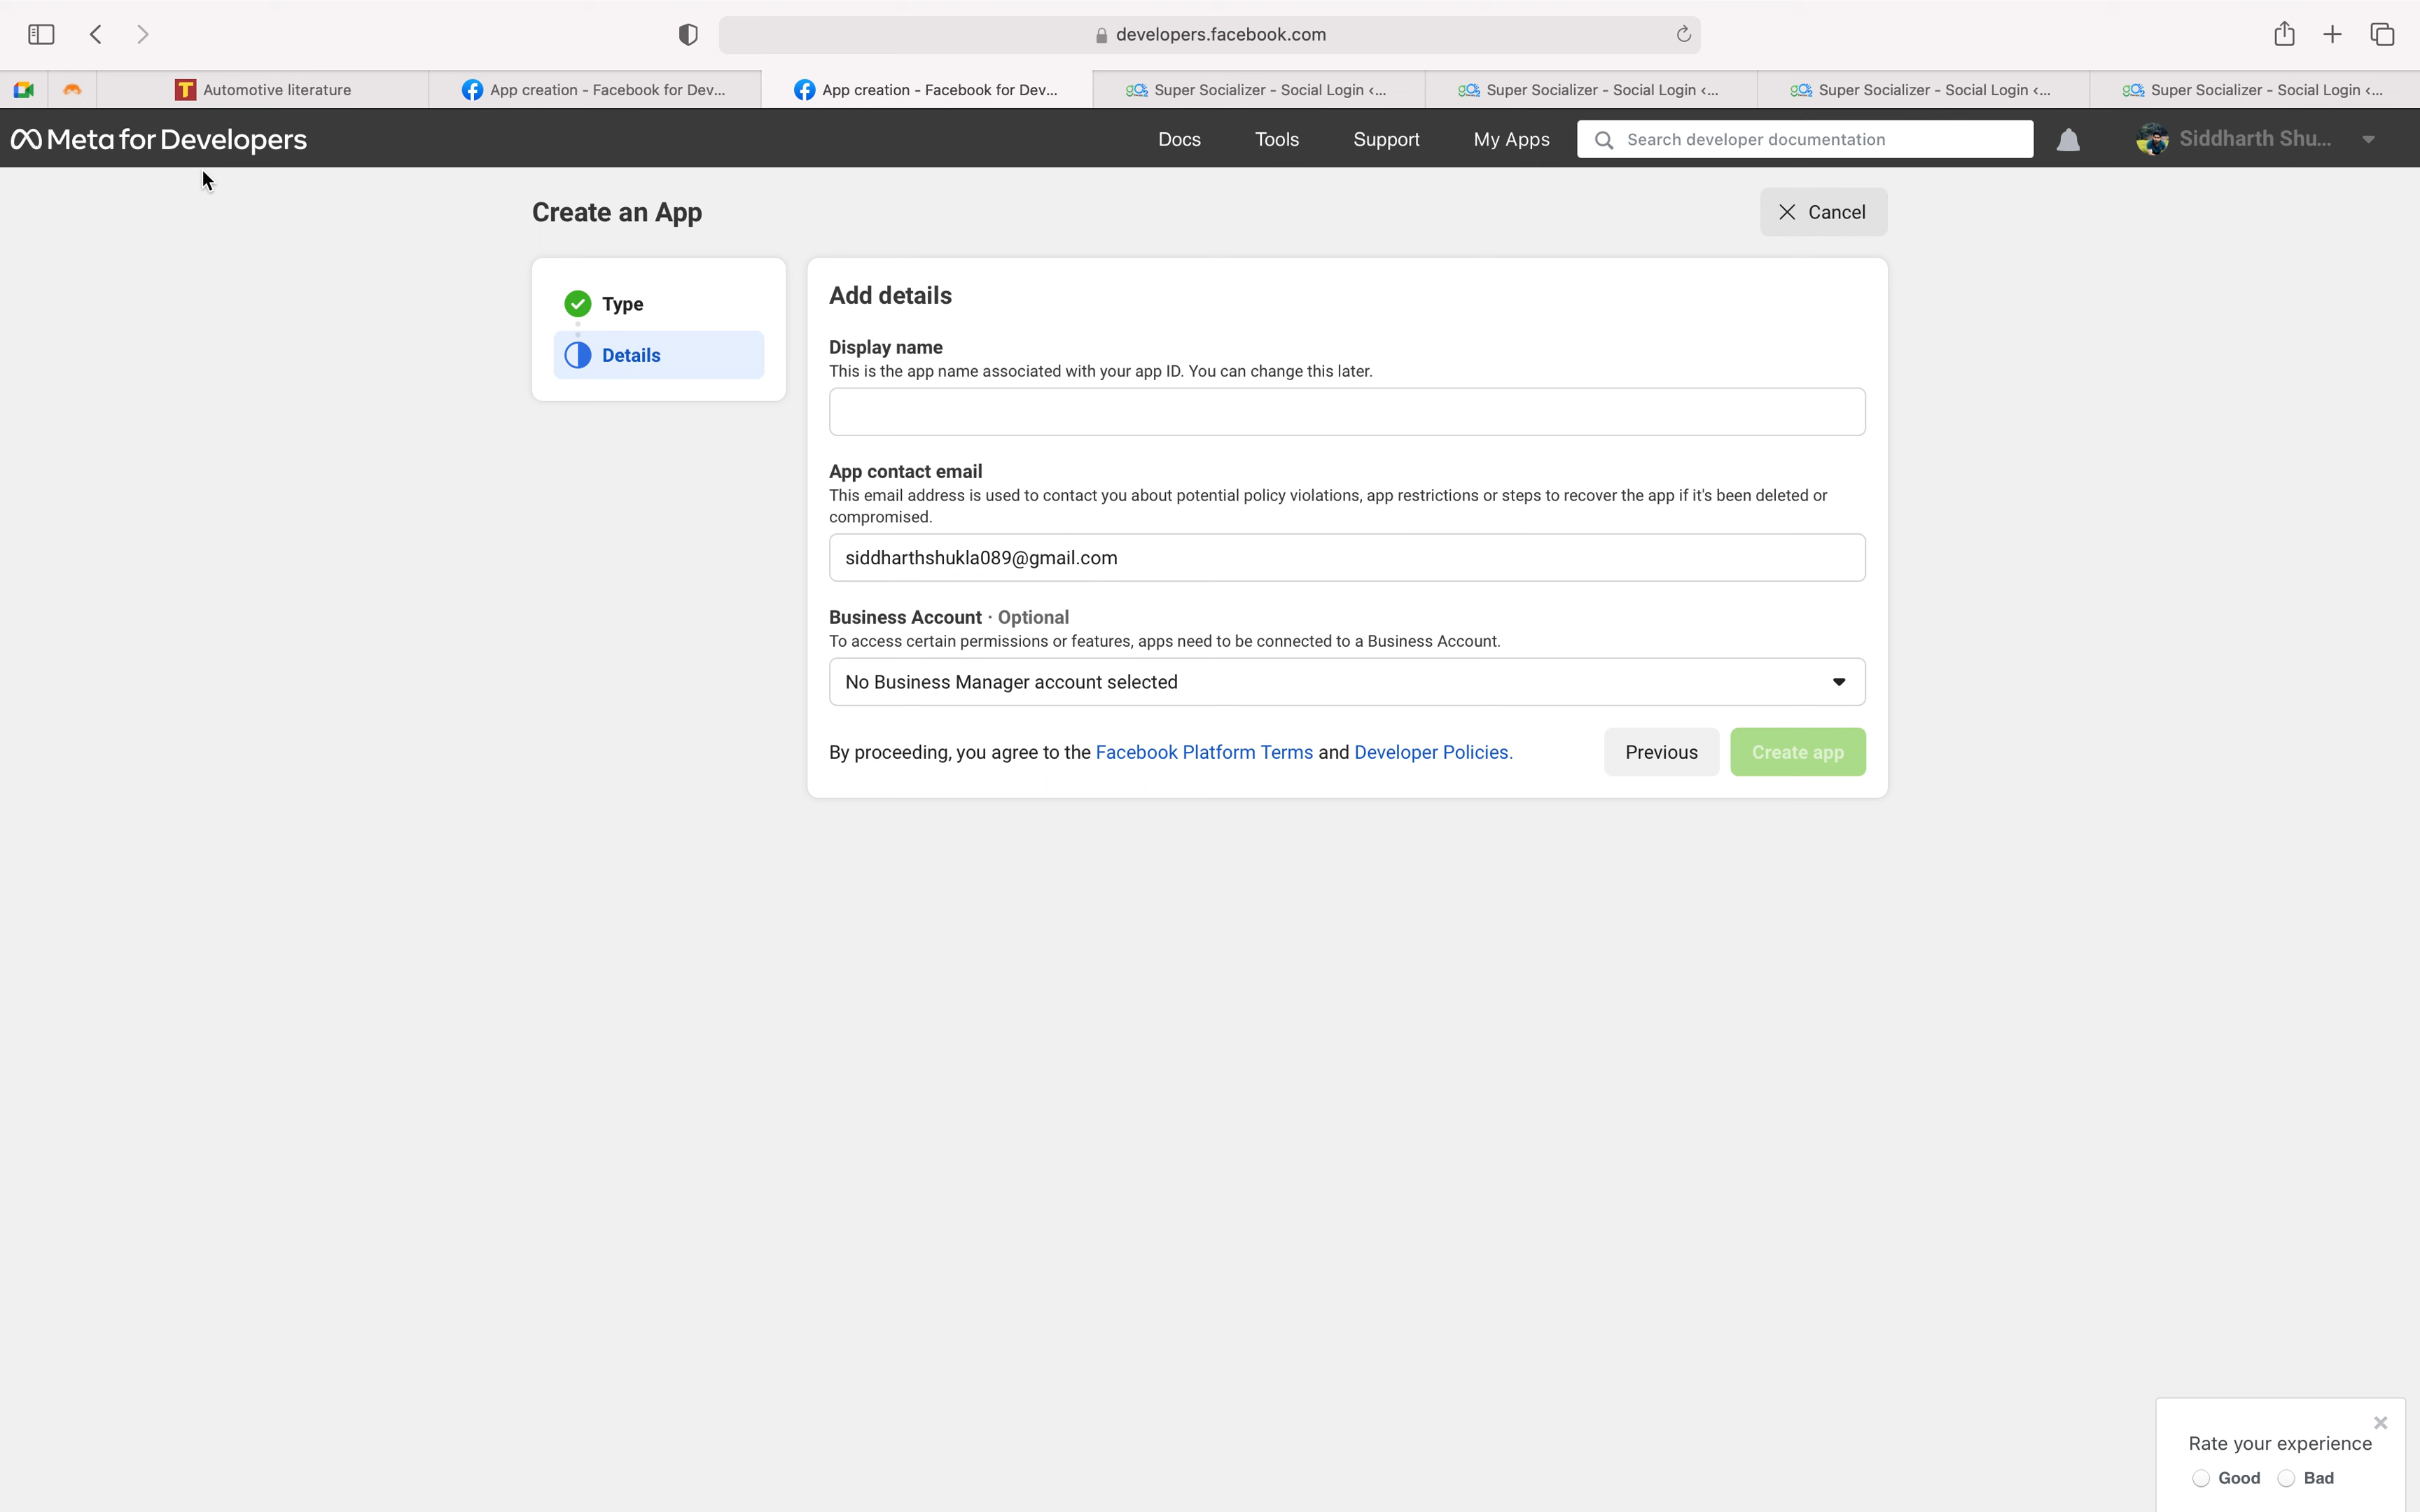 developers.facebook.com
Automotive literature
App creation - Facebook for Dev...
App creation - Facebook for Dev...
Super Socializer - Social Login ‹...
Super Socializer - Social Login ‹...
Super Socializer - Social Login ‹...
Super Socializer - Social Login ‹...
Meta for Developers
Docs
Tools
Support
My Apps
Search developer documentation
Siddharth Shu...
Create an App
Cancel
Type
Details
Add details
Display name
This is the app name associated with your app ID. You can change this later.
App contact email
This email address is used to contact you about potential policy violations, app restrictions or steps to recover the app if it's been deleted or
compromised.
siddharthshukla089@gmail.com
Business Account · Optional
To access certain permissions or features, apps need to be connected to a Business Account.
No Business Manager account selected
By proceeding, you agree to the Facebook Platform Terms and Developer Policies.
Previous
Create app
Rate your experience
Good
Bad